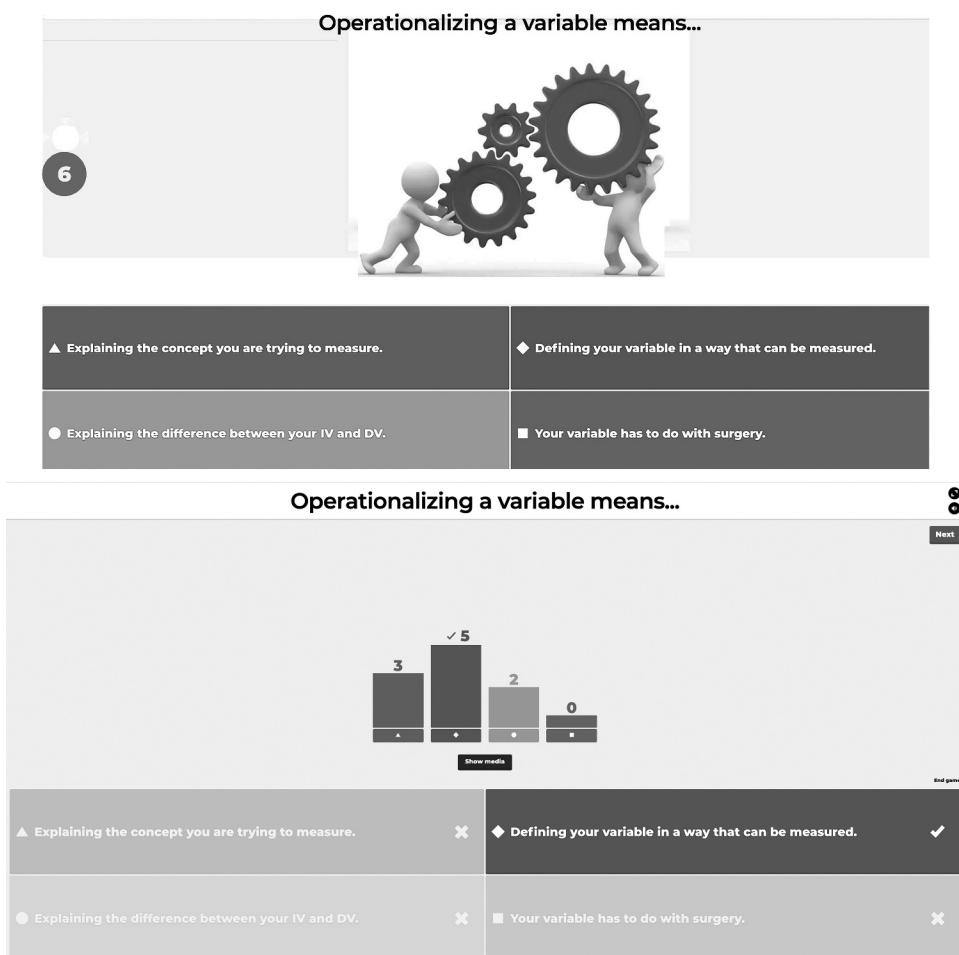 Operationalizing a variable means...
6
Explaining the concept you are trying to measure.
Defining your variable in a way that can be measured.
Explaining the difference between your IV and DV.
Your variable has to do with surgery.
Operationalizing a variable means...
Next
3
5
2
0
Show media
End game
Explaining the concept you are trying to measure.
Defining your variable in a way that can be measured.
Explaining the difference between your IV and DV.
Your variable has to do with surgery.